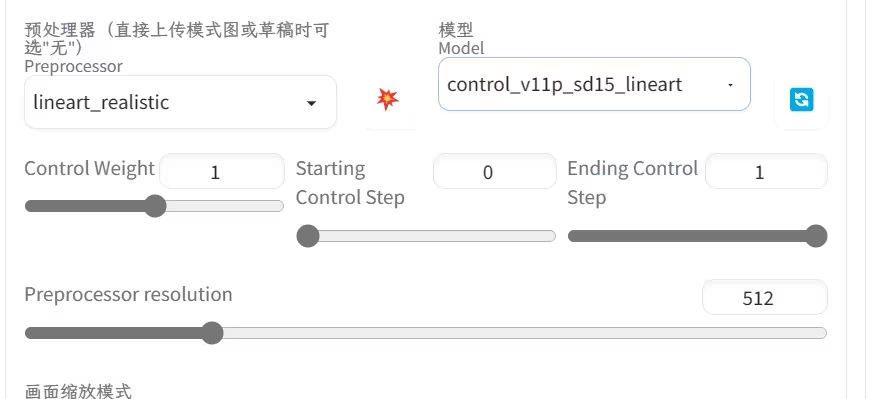 预处理器（直接上传模式图或草稿时可
选"无"）
Preprocessor
模型
Model
lineart_realistic
control_v11p_sd15_lineart
Control Weight
1
Starting
Control Step
0
Ending Control
Step
1
Preprocessor resolution
512
画面缩放模式